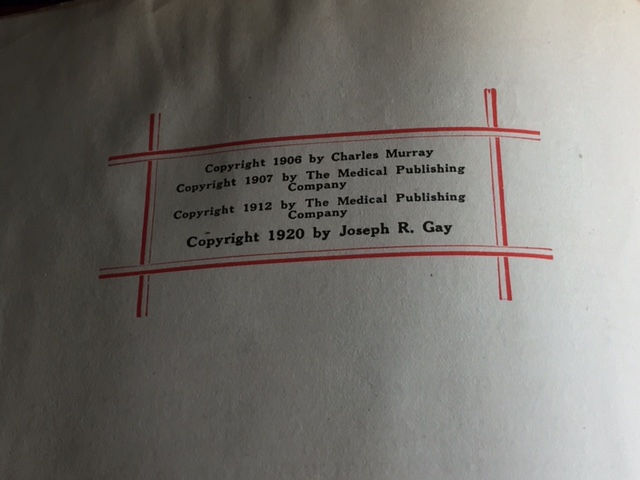 Copyright 1906 by Charles Murray
Copyright 1907 by The Medical Publishing
Company
Copyright 1912 by The Medical Publishing
Company
Copyright 1920 by Joseph R. Gay